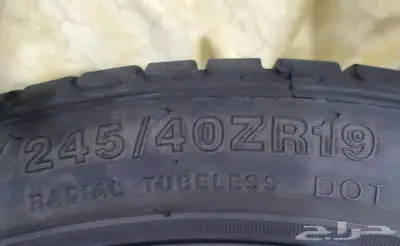 245/40ZR19
RADIAL TUBELESS DOT
حراج